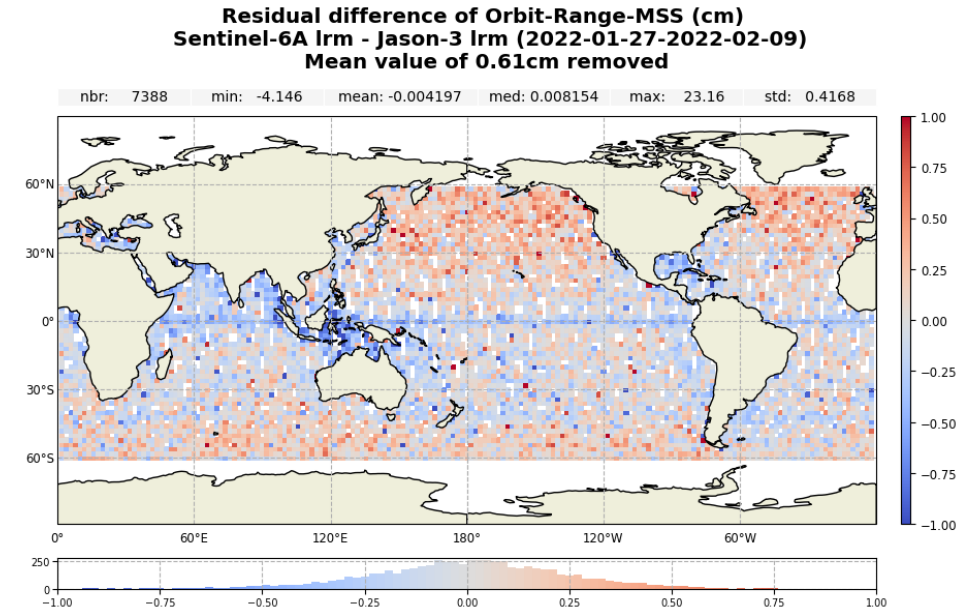 Residual difference of Orbit-Range-MSS (cm)
Sentinel-6A lrm - Jason-3 lrm (2022-01-27-2022-02-09)
Mean value of 0.61cm removed
nbr: 7388 min: -4.146 mean: -0.004197 med: 0.008154 max: 23.16 std: 0.4168
1.00
0.75
60°N
0.50
30°N
0.25
0°
0.00
−0.25
30°S
−0.50
60°S
−0.75
−1.00
0° 60°E 120°E 180° 120°W 60°W
250
0
−1.00 −0.75 −0.50 −0.25 0.00 0.25 0.50 0.75 1.00